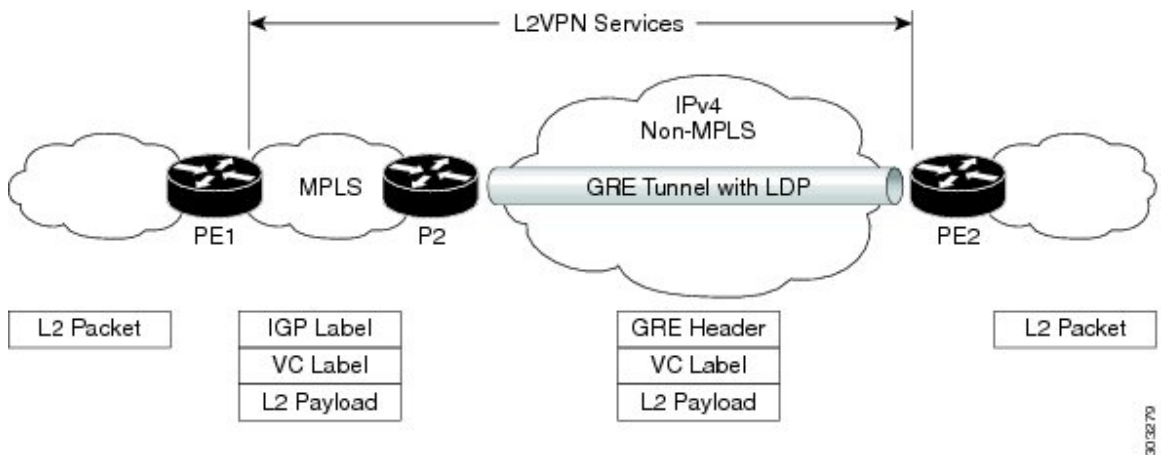 L2VPN Services
IPv4
Non-MPLS
MPLS
GRE Tunnel with LDP
PE1
P2
PE2
L2 Packet
IGP Label
VC Label
L2 Payload
GRE Header
VC Label
L2 Payload
L2 Packet
303279